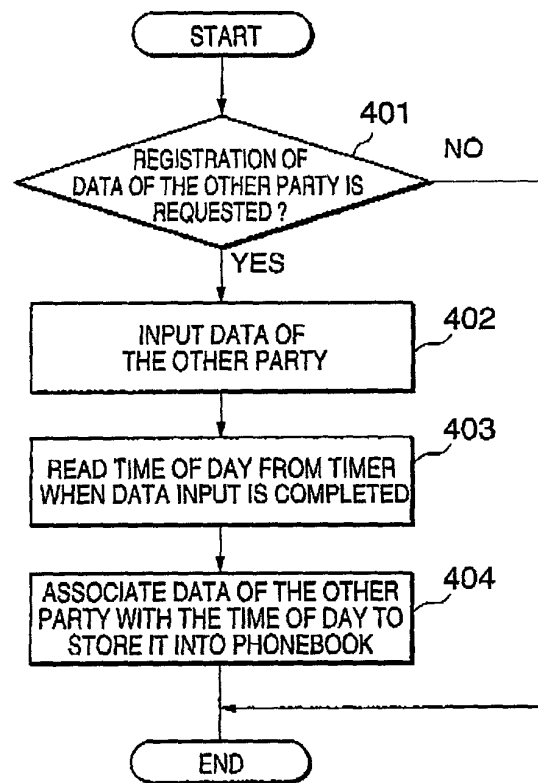 START
401
REGISTRATION OF
DATA OF THE OTHER PARTY IS
REQUESTED ?
NO
YES
INPUT DATA OF
THE OTHER PARTY
402
READ TIME OF DAY FROM TIMER
WHEN DATA INPUT IS COMPLETED
403
ASSOCIATE DATA OF THE OTHER
PARTY WITH THE TIME OF DAY TO
STORE IT INTO PHONEBOOK
404
END